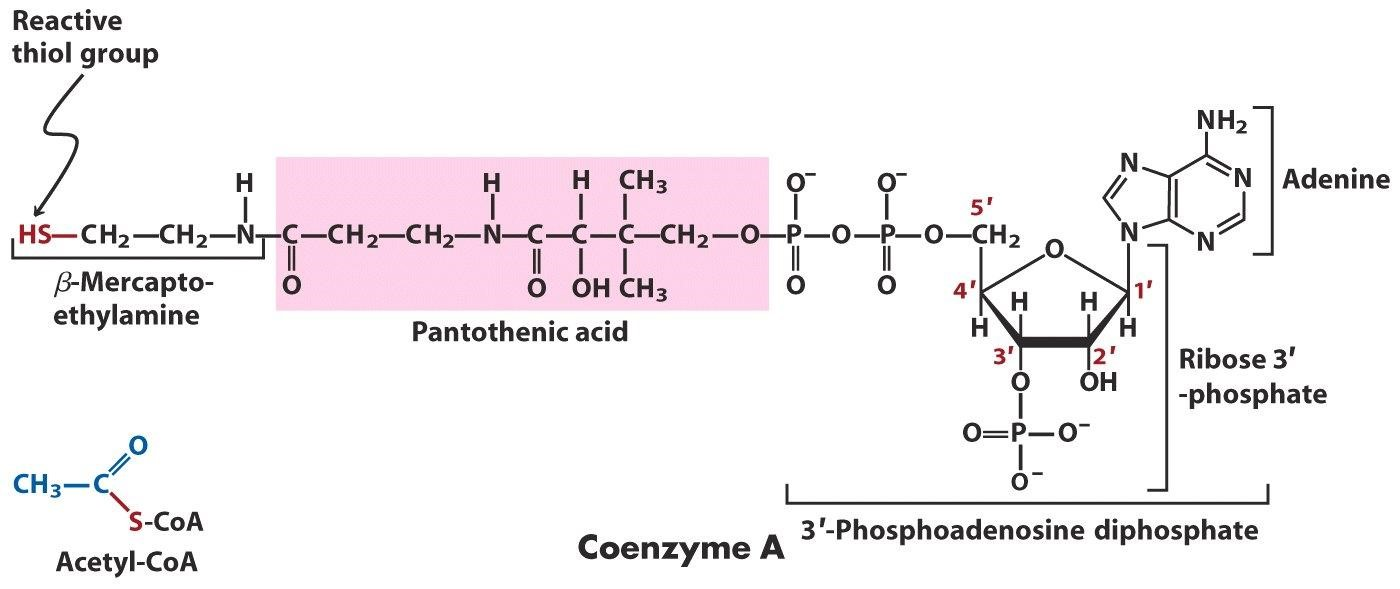 Reactive
thiol group
NH₂
Adenine
N N N N
H H H CH₃ O⁻ O⁻ 5′
HS—CH₂—CH₂—N—C—CH₂—CH₂—N—C—C—C—CH₂—O—P—O—P—O—CH₂ O
O O OH CH₃ O O
β-Mercapto-
ethylamine
Pantothenic acid
4′ H H 1′
H H
3′ 2′
O OH
O=P—O⁻
O⁻
Ribose 3′
-phosphate
O
CH₃—C
S-CoA
Acetyl-CoA
3′-Phosphoadenosine diphosphate
Coenzyme A